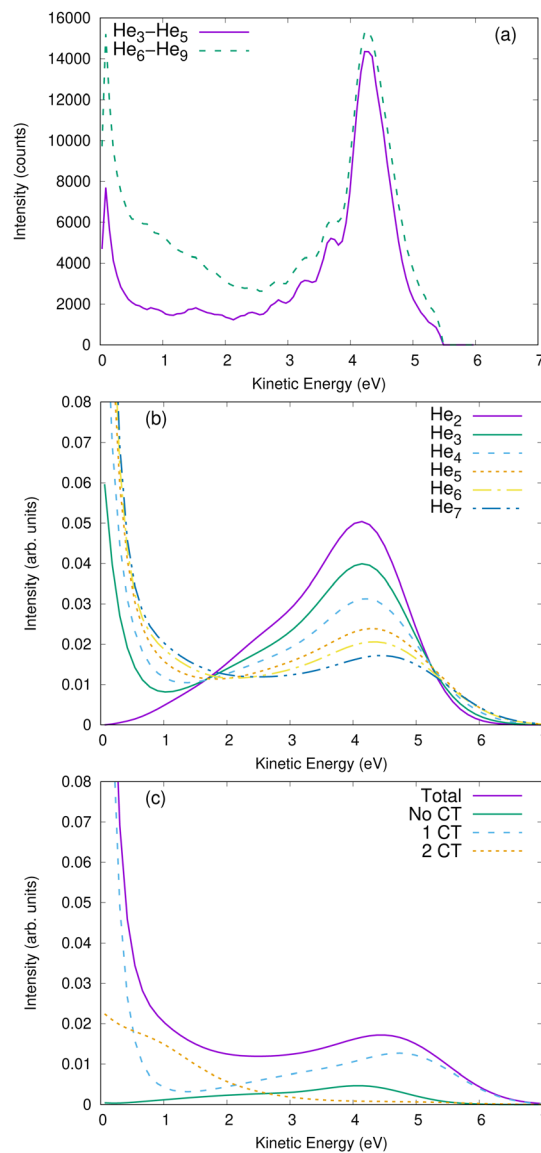 16000
14000
12000
10000
8000
6000
4000
2000
0
Intensity (counts)
He3−He5
He6−He9
(a)
0 1 2 3 4 5 6 7
Kinetic Energy (eV)
0.08
0.07
0.06
0.05
0.04
0.03
0.02
0.01
0
Intensity (arb. units)
(b)
He2
He3
He4
He5
He6
He7
0 1 2 3 4 5 6
Kinetic Energy (eV)
0.08
0.07
0.06
0.05
0.04
0.03
0.02
0.01
0
Intensity (arb. units)
(c)
Total
No CT
1 CT
2 CT
0 1 2 3 4 5 6 7
Kinetic Energy (eV)